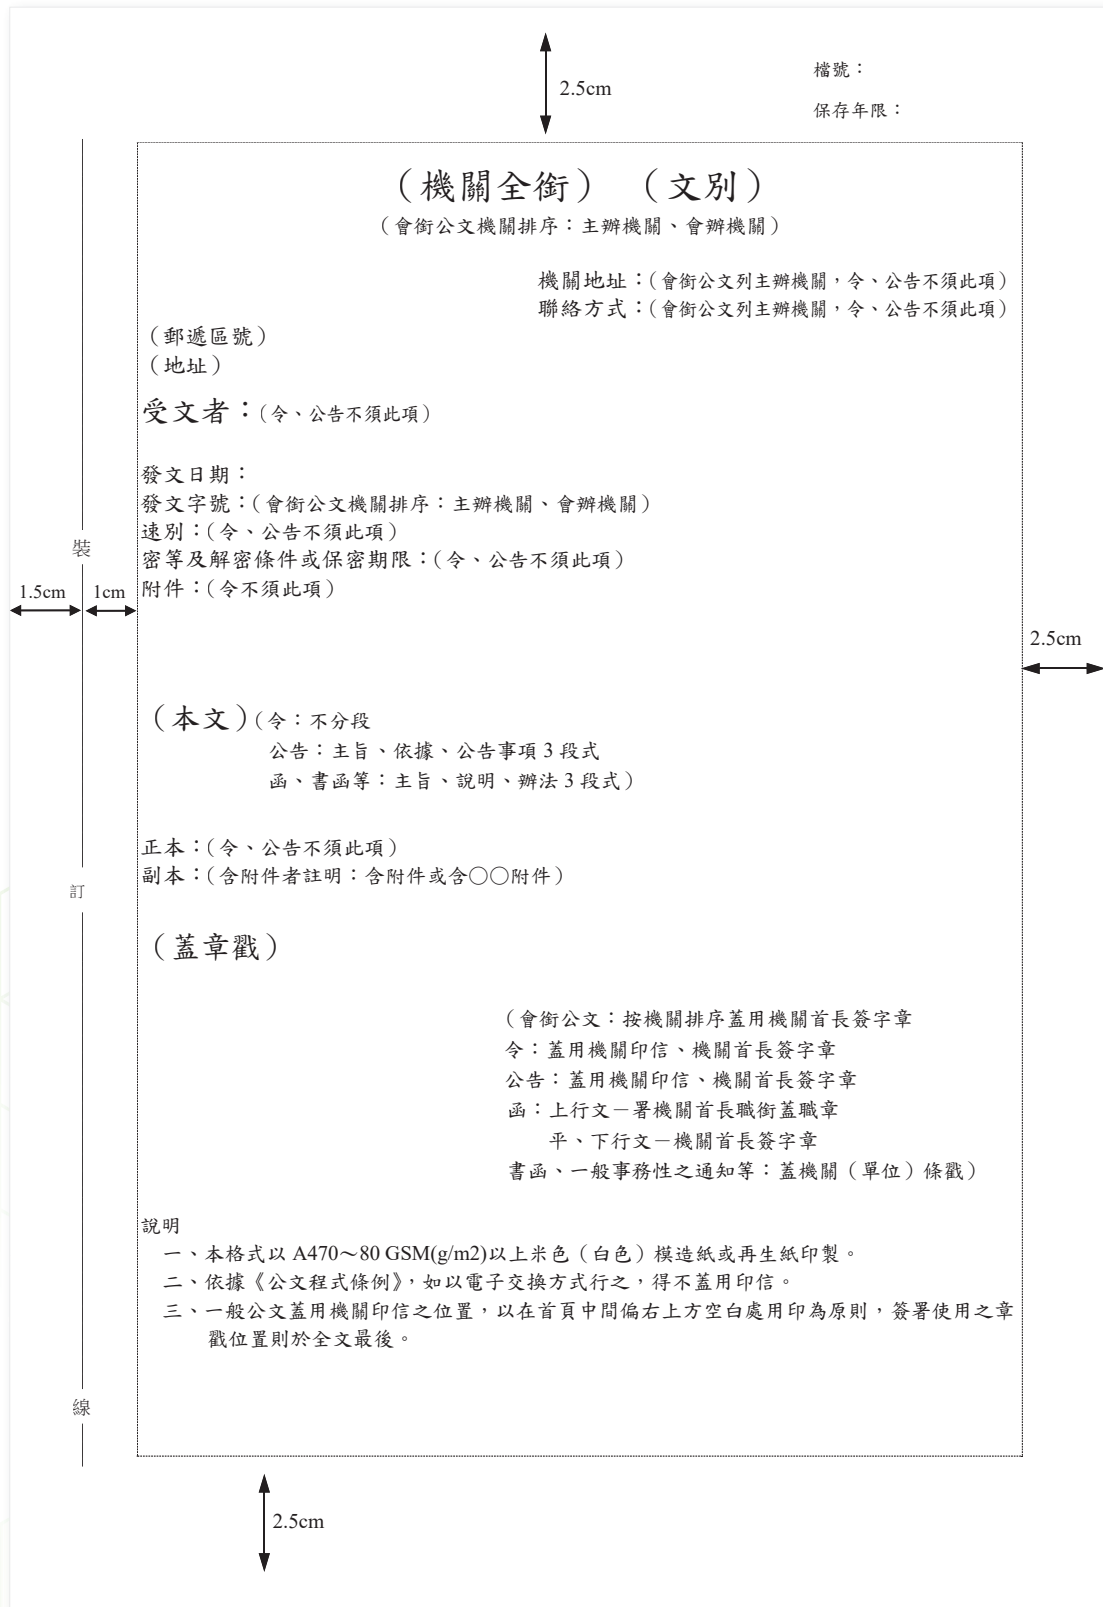 2.5cm
檔號：
保存年限：
（機關全銜）　（文別）
（會銜公文機關排序：主辦機關、會辦機關）
機關地址：（會銜公文列主辦機關，令、公告不須此項）
聯絡方式：（會銜公文列主辦機關，令、公告不須此項）
（郵遞區號）
（地址）
受文者：（令、公告不須此項）
發文日期：
發文字號：（會銜公文機關排序：主辦機關、會辦機關）
速別：（令、公告不須此項）
密等及解密條件或保密期限：（令、公告不須此項）
附件：（令不須此項）
裝
1.5cm
1cm
2.5cm
（本文）（令：不分段
公告：主旨、依據、公告事項 3 段式
函、書函等：主旨、說明、辦法 3 段式）
正本：（令、公告不須此項）
副本：（含附件者註明：含附件或含○○附件）
訂
（蓋章戳）
（會銜公文：按機關排序蓋用機關首長簽字章
令：蓋用機關印信、機關首長簽字章
公告：蓋用機關印信、機關首長簽字章
函：上行文－署機關首長職銜蓋職章
平、下行文－機關首長簽字章
書函、一般事務性之通知等：蓋機關（單位）條戳）
說明
一、本格式以 A470～80 GSM(g/m2)以上米色（白色）模造紙或再生紙印製。
二、依據《公文程式條例》，如以電子交換方式行之，得不蓋用印信。
三、一般公文蓋用機關印信之位置，以在首頁中間偏右上方空白處用印為原則，簽署使用之章
戳位置則於全文最後。
線
2.5cm